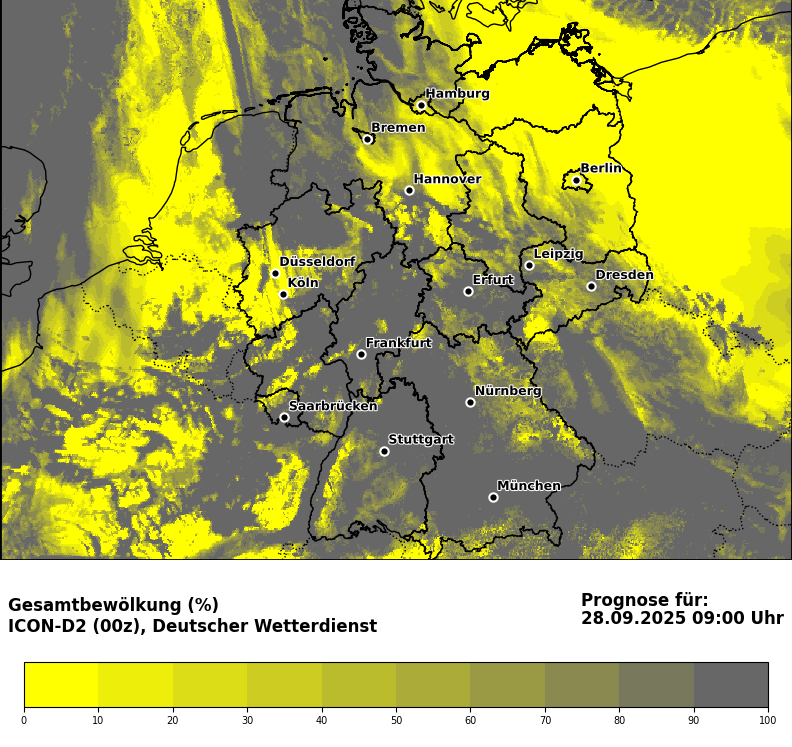 Hamburg
Bremen
Berlin
Hannover
Düsseldorf
Leipzig
Köln
Erfurt
Dresden
Frankfurt
Nürnberg
Saarbrücken
Stuttgart
München
Gesamtbewölkung (%)
ICON-D2 (00z), Deutscher Wetterdienst
Prognose für:
28.09.2025 09:00 Uhr
0 10 20 30 40 50 60 70 80 90 100